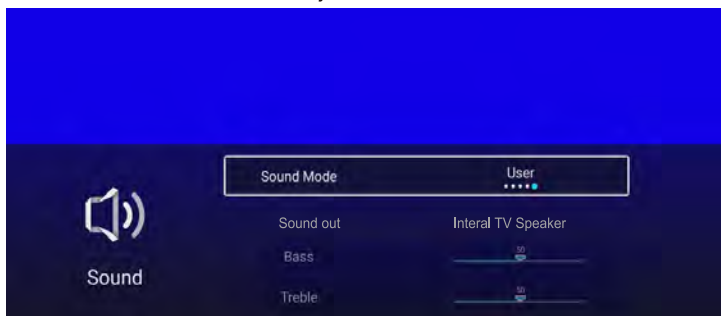 Sound Mode User
Sound out Interal TV Speaker
Bass 50
Treble 50
Sound